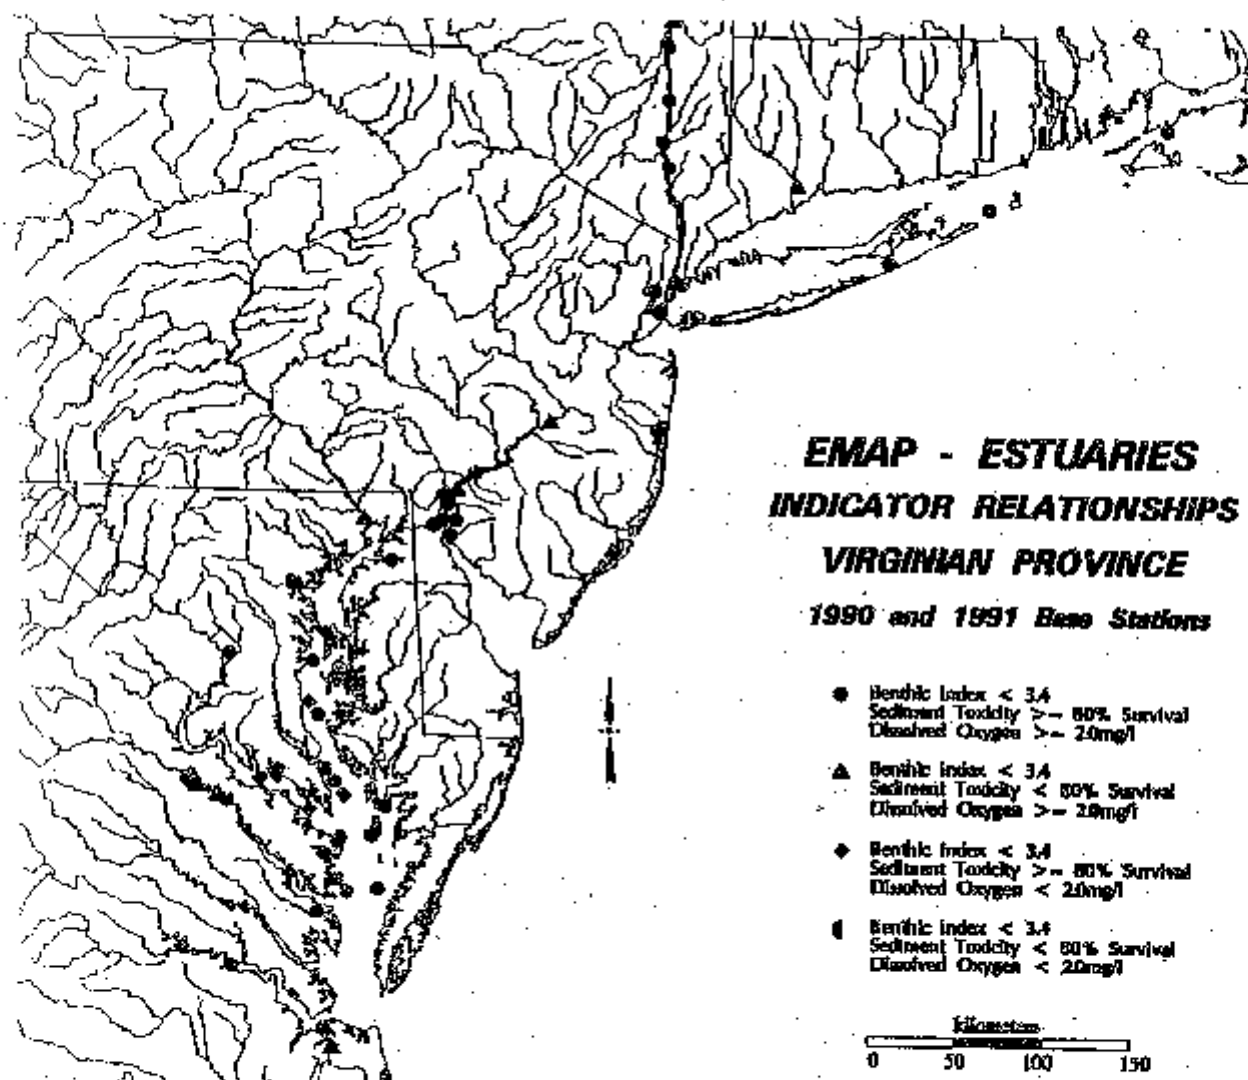 EMAP - ESTUARIES
INDICATOR RELATIONSHIPS
VIRGINIAN PROVINCE
1990 and 1991 Base Stations
Benthic Index < 3.4
Sediment Toxicity >= 80% Survival
Dissolved Oxygen >= 2.0mg/l
Benthic Index < 3.4
Sediment Toxicity < 80% Survival
Dissolved Oxygen >= 2.0mg/l
Benthic Index < 3.4
Sediment Toxicity >= 80% Survival
Dissolved Oxygen < 2.0mg/l
Benthic Index < 3.4
Sediment Toxicity < 80% Survival
Dissolved Oxygen < 2.0mg/l
kilometers
0 50 100 150